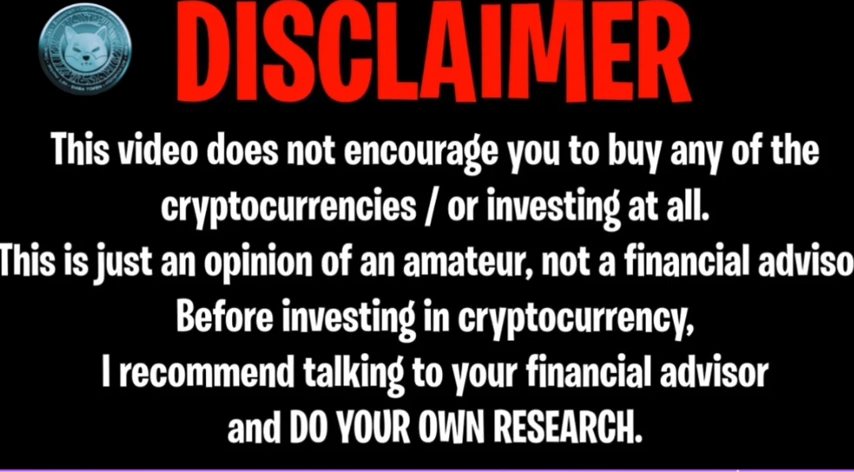 DISCLAIMER
This video does not encourage you to buy any of the
cryptocurrencies / or investing at all.
This is just an opinion of an amateur, not a financial adviso
Before investing in cryptocurrency,
I recommend talking to your financial advisor
and DO YOUR OWN RESEARCH.